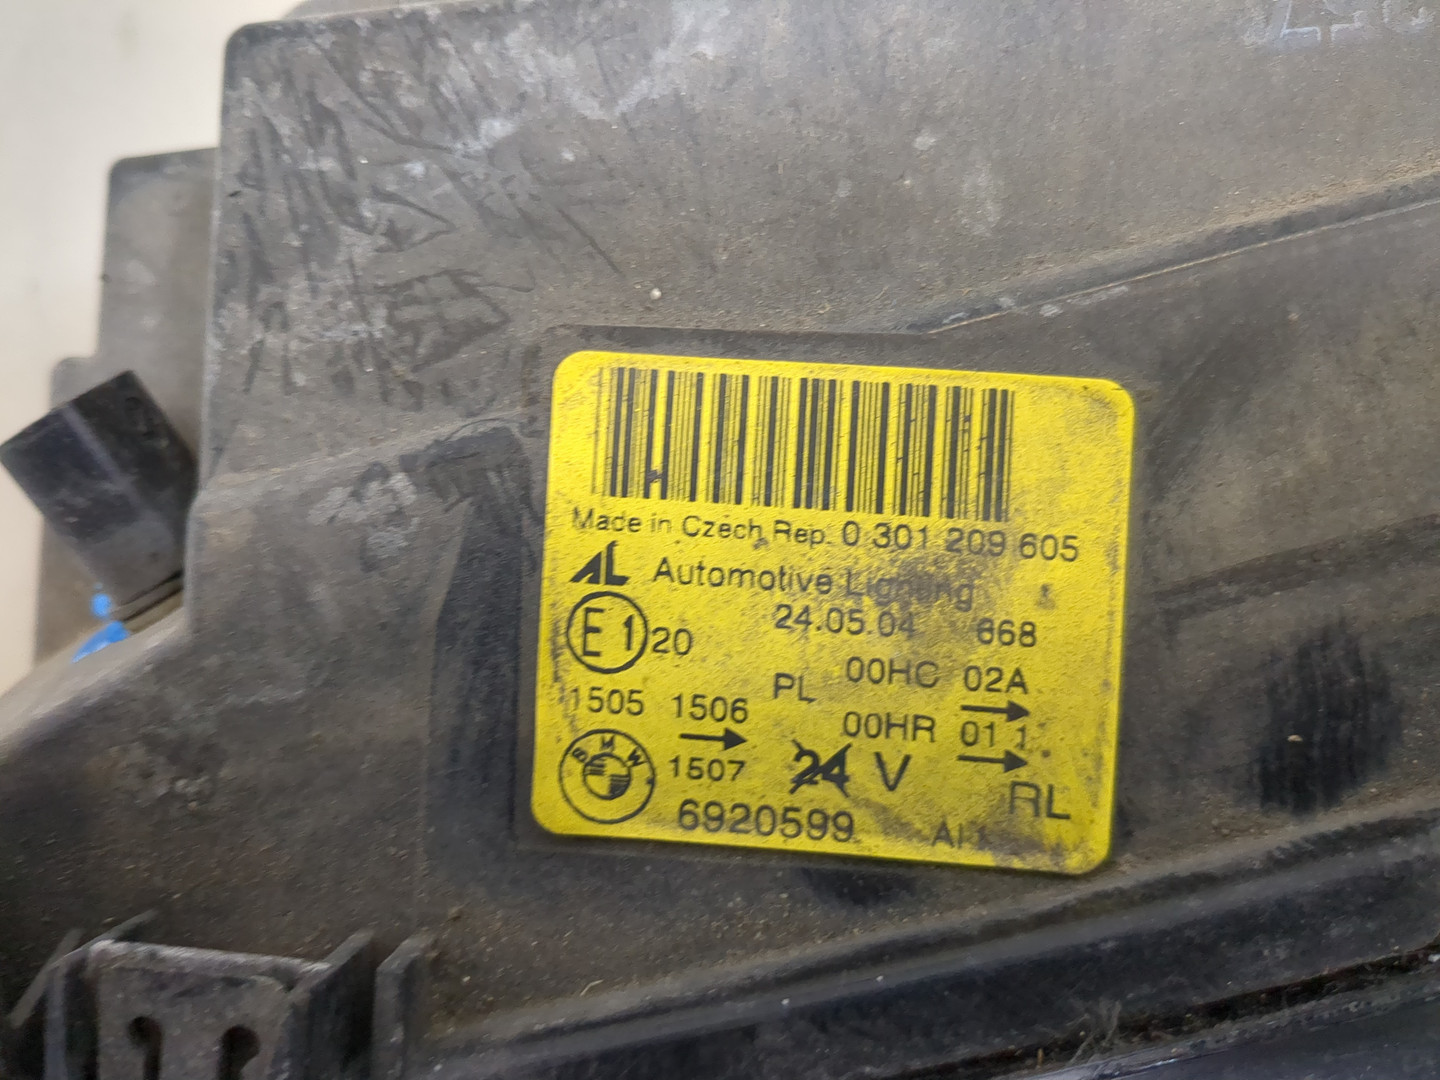 Made in Czech Rep. 0 301 209 605
AL Automotive Lighting
24.05.04 668
E1 20
PL 00HC 02A
1505 1506 00HR 01 1
BMW 1507 24 V RL
6920599